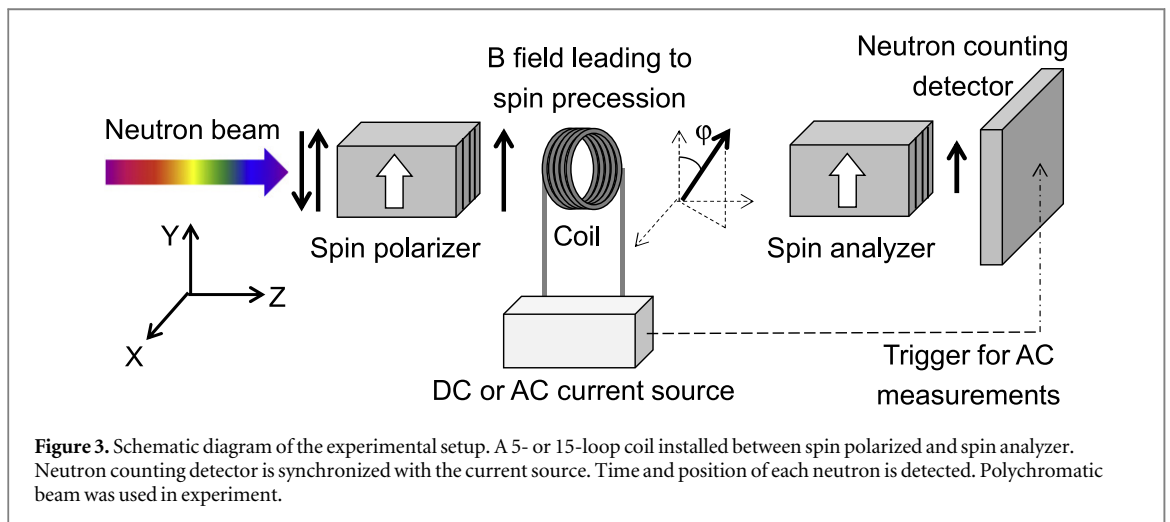 Neutron beam
B field leading to
spin precession
φ
Neutron counting
detector
Spin polarizer
Coil
Spin analyzer
Y
Z
X
DC or AC current source
Trigger for AC
measurements
Figure 3. Schematic diagram of the experimental setup. A 5- or 15-loop coil installed between spin polarized and spin analyzer.
Neutron counting detector is synchronized with the current source. Time and position of each neutron is detected. Polychromatic
beam was used in experiment.